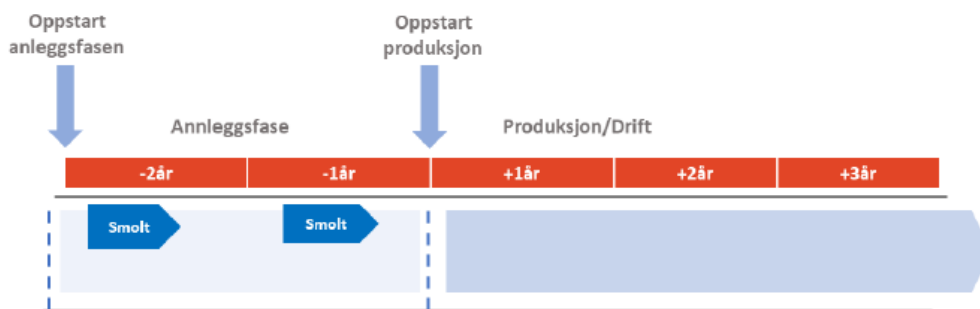 Oppstart
anleggsfasen
Oppstart
produksjon
Annleggsfase
Produksjon/Drift
-2år
-1år
+1år
+2år
+3år
Smolt
Smolt